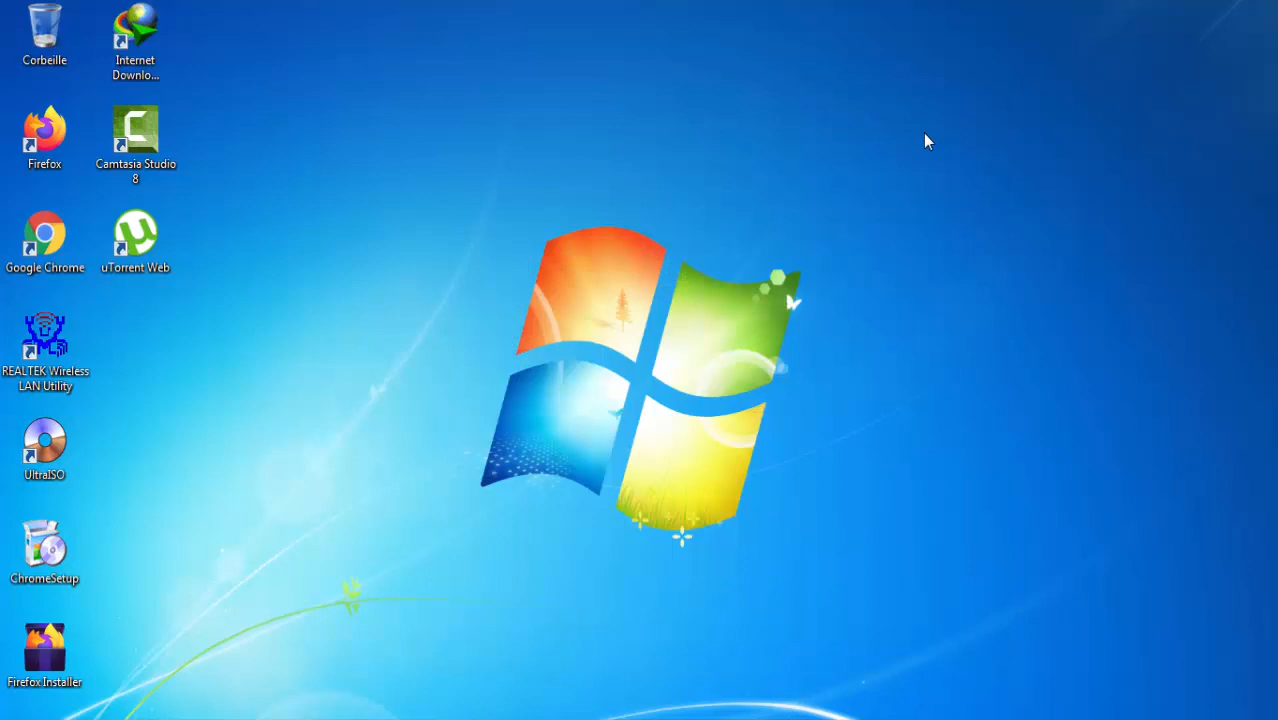 Corbeille
Internet
Downlo...
Firefox
Camtasia Studio
8
Google Chrome
uTorrent Web
REALTEK Wireless
LAN Utility
UltraISO
ChromeSetup
Firefox Installer